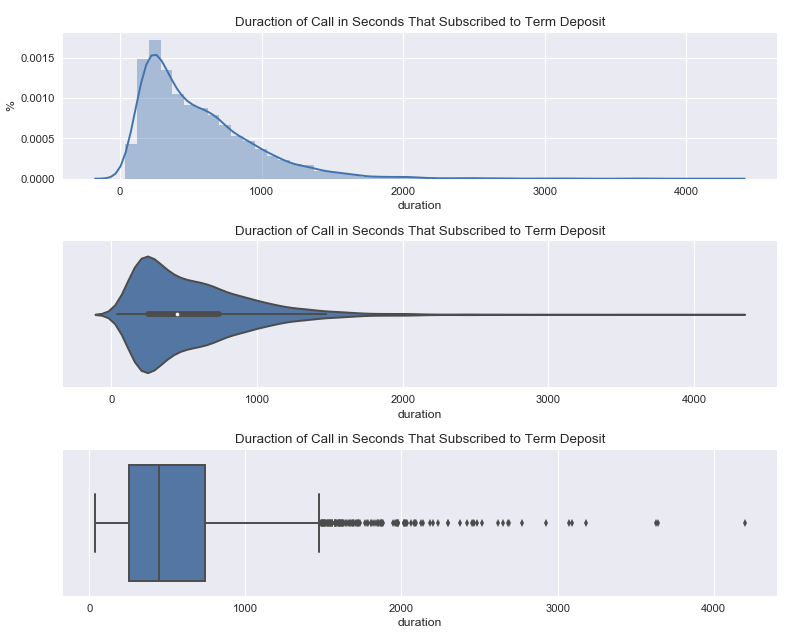 Duraction of Call in Seconds That Subscribed to Term Deposit
%
0.0015
0.0010
0.0005
0.0000
0 1000 2000 3000 4000
duration
Duraction of Call in Seconds That Subscribed to Term Deposit
0 1000 2000 3000 4000
duration
Duraction of Call in Seconds That Subscribed to Term Deposit
0 1000 2000 3000 4000
duration